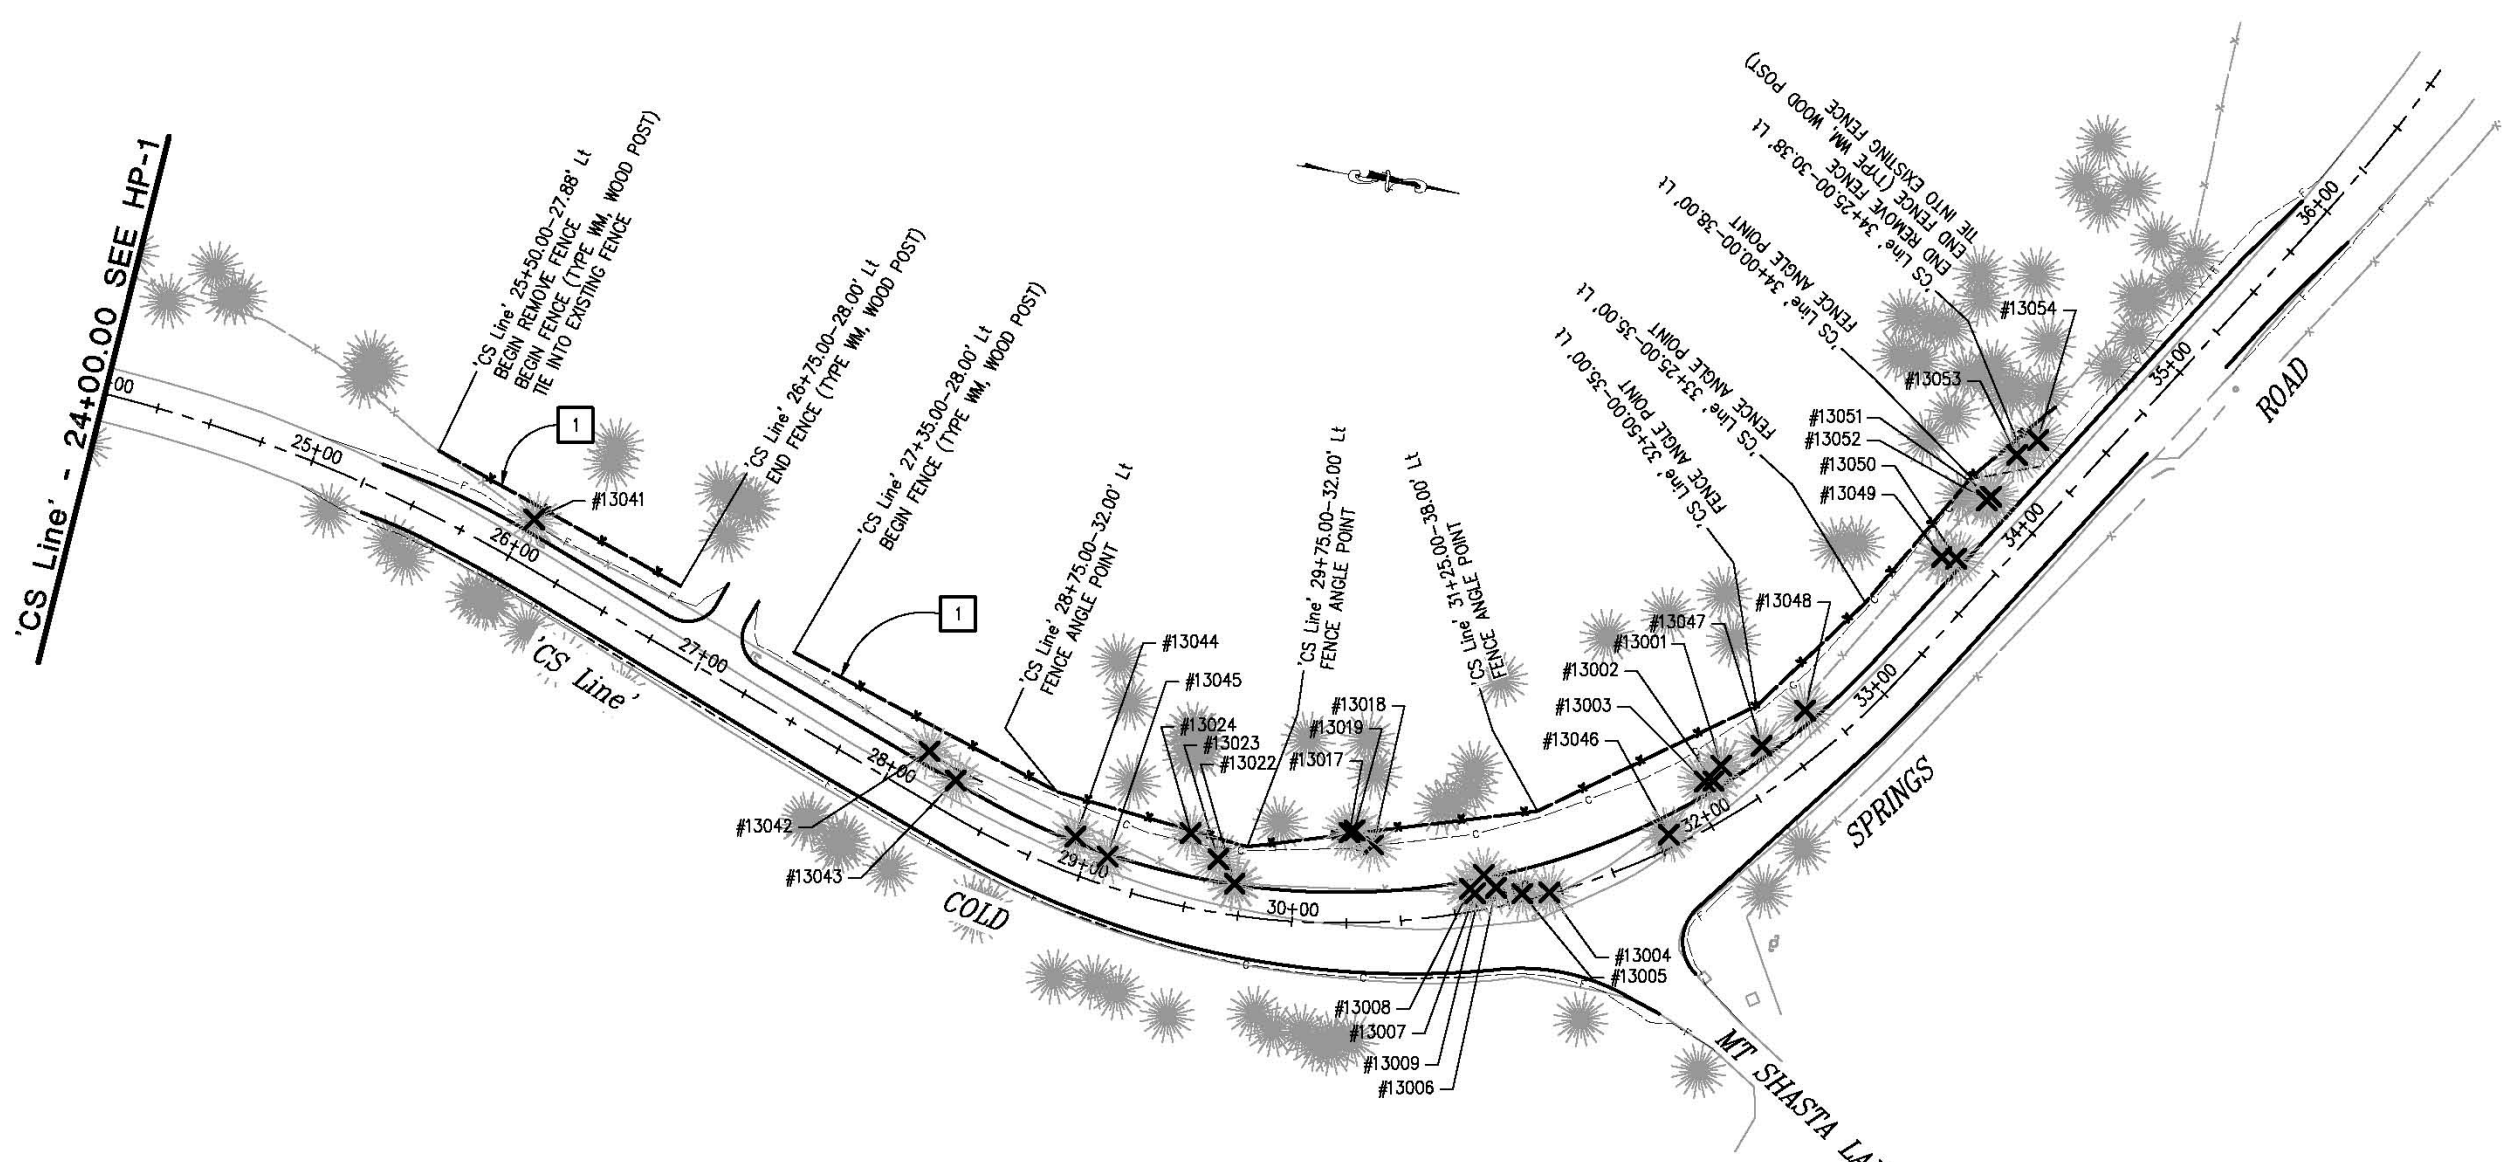 'CS Line' - 24+00.00 SEE HP-1
00
25+00
26+00
27+00
28+00
29+00
30+00
32+00
33+00
34+00
35+00
36+00
'CS Line' 25+50.00-27.88' Lt
BEGIN REMOVE FENCE
BEGIN FENCE (TYPE WM, WOOD POST)
TIE INTO EXISTING FENCE
1
#13041
'CS Line' 26+75.00-28.00' Lt
END FENCE (TYPE WM, WOOD POST)
'CS Line' 27+35.00-28.00' Lt
BEGIN FENCE (TYPE WM, WOOD POST)
1
'CS Line' 28+75.00-32.00' Lt
FENCE ANGLE POINT
'CS Line' 29+75.00-32.00' Lt
FENCE ANGLE POINT
'CS Line' 31+25.00-38.00' Lt
FENCE ANGLE POINT
'CS Line' 32+50.00-35.00' Lt
FENCE ANGLE POINT
'CS Line' 33+25.00-35.00' Lt
FENCE ANGLE POINT
'CS Line' 34+00.00-38.00' Lt
FENCE ANGLE POINT
'CS Line' 34+25.00-30.38' Lt
END REMOVE FENCE
END FENCE (TYPE WM, WOOD POST)
TIE INTO EXISTING FENCE
#13042
#13043
#13044
#13045
#13024
#13023
#13022
#13018
#13019
#13017
#13008
#13007
#13009
#13006
#13004
#13005
#13046
#13003
#13002
#13001
#13047
#13048
#13049
#13050
#13052
#13051
#13053
#13054
'CS Line'
COLD
SPRINGS
ROAD
MT SHASTA